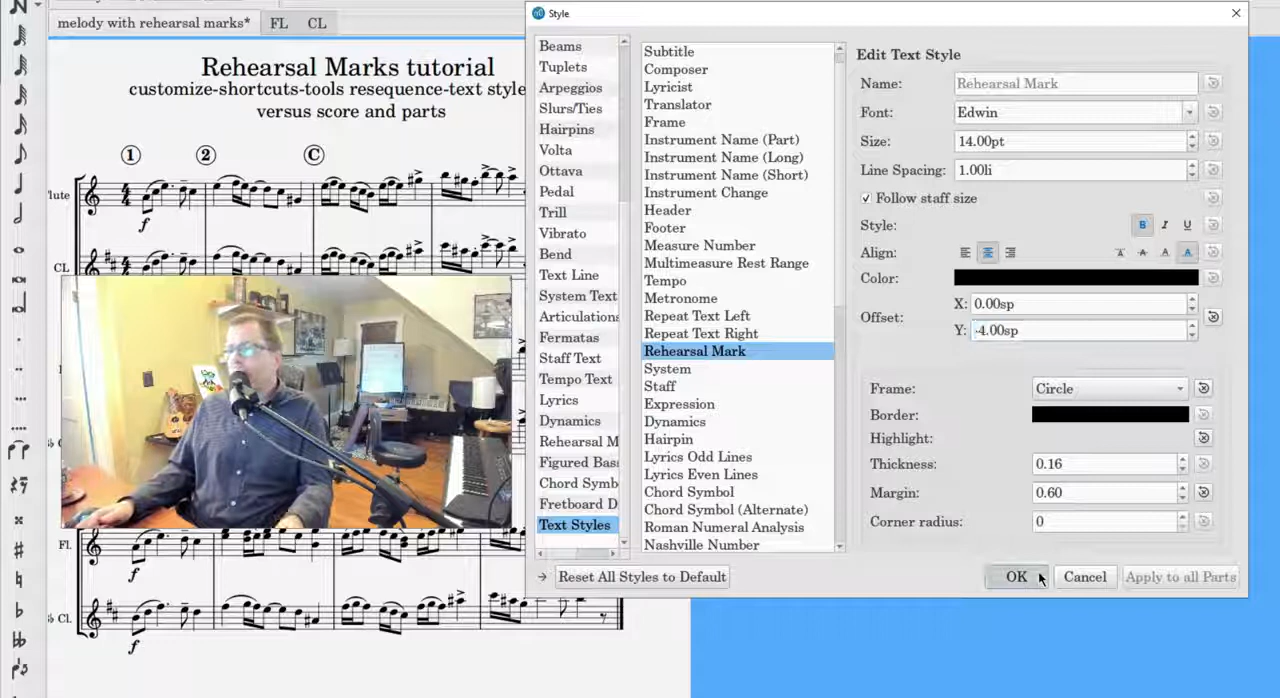 Style
melody with rehearsal marks*
FL
CL
Rehearsal Marks tutorial
customize-shortcuts-tools resequence-text style
versus score and parts
1
2
C
lute
f
CL
Fl.
f
Cl.
f
Beams
Tuplets
Arpeggios
Slurs/Ties
Hairpins
Volta
Ottava
Pedal
Trill
Vibrato
Bend
Text Line
System Text
Articulations
Fermatas
Staff Text
Tempo Text
Lyrics
Dynamics
Rehearsal M
Figured Bass
Chord Symb
Fretboard D
Text Styles
Subtitle
Composer
Lyricist
Translator
Frame
Instrument Name (Part)
Instrument Name (Long)
Instrument Name (Short)
Instrument Change
Header
Footer
Measure Number
Multimeasure Rest Range
Tempo
Metronome
Repeat Text Left
Repeat Text Right
Rehearsal Mark
System
Staff
Expression
Dynamics
Hairpin
Lyrics Odd Lines
Lyrics Even Lines
Chord Symbol
Chord Symbol (Alternate)
Roman Numeral Analysis
Nashville Number
Edit Text Style
Name: Rehearsal Mark
Font: Edwin
Size: 14.00pt
Line Spacing: 1.00li
Follow staff size
Style: B I U
Align:
Color:
Offset:
X: 0.00sp
Y: -4.00sp
Frame: Circle
Border:
Highlight:
Thickness: 0.16
Margin: 0.60
Corner radius: 0
Reset All Styles to Default
OK
Cancel
Apply to all Parts